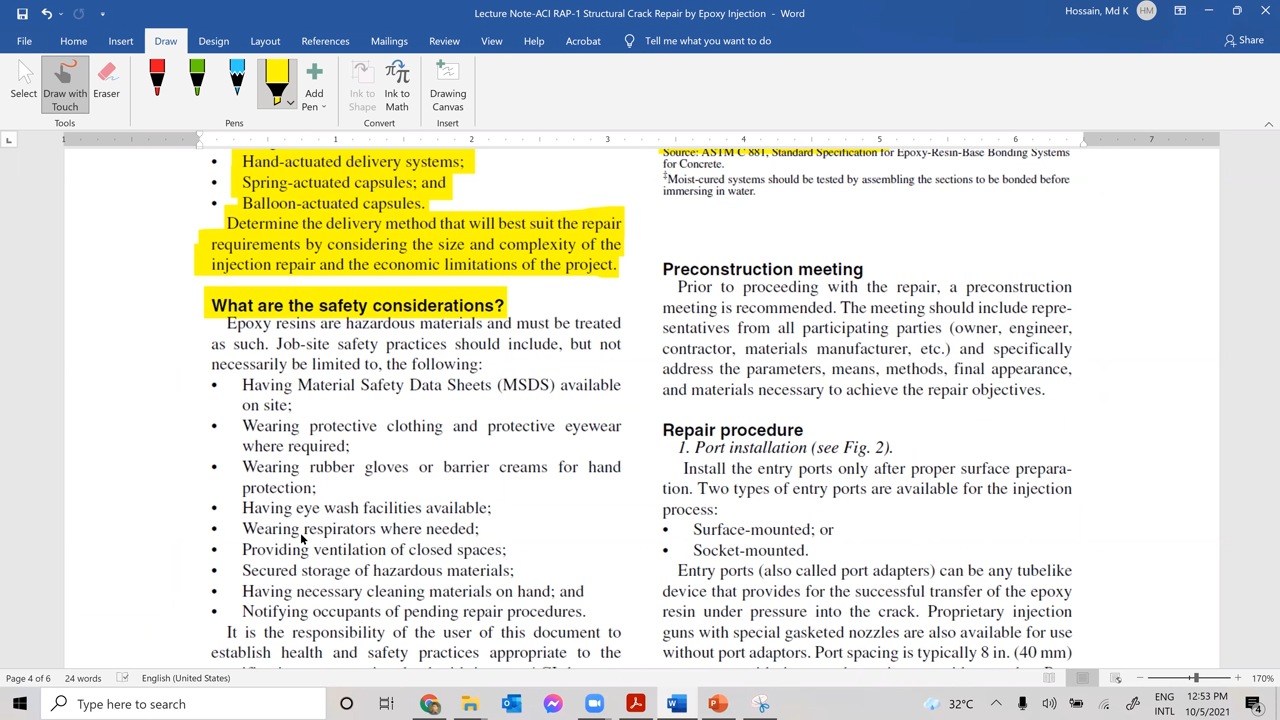 Lecture Note-ACI RAP-1 Structural Crack Repair by Epoxy Injection - Word
Hossain, Md K
HM
File
Home
Insert
Draw
Design
Layout
References
Mailings
Review
View
Help
Acrobat
Tell me what you want to do
Share
Select
Draw with
Touch
Eraser
Add
Pen
Ink to
Shape
Ink to
Math
Drawing
Canvas
Tools
Pens
Convert
Insert
1
1
2
3
5
6
7
Hand-actuated delivery systems;
• Spring-actuated capsules; and
• Balloon-actuated capsules.
Determine the delivery method that will best suit the repair
requirements by considering the size and complexity of the
injection repair and the economic limitations of the project.
What are the safety considerations?
Epoxy resins are hazardous materials and must be treated
as such. Job-site safety practices should include, but not
necessarily be limited to, the following:
• Having Material Safety Data Sheets (MSDS) available
on site;
• Wearing protective clothing and protective eyewear
where required;
• Wearing rubber gloves or barrier creams for hand
protection;
• Having eye wash facilities available;
• Wearing respirators where needed;
• Providing ventilation of closed spaces;
• Secured storage of hazardous materials;
• Having necessary cleaning materials on hand; and
• Notifying occupants of pending repair procedures.
It is the responsibility of the user of this document to
establish health and safety practices appropriate to the
Source: ASTM C 881, Standard Specification for Epoxy-Resin-Base Bonding Systems
for Concrete.
‡Moist-cured systems should be tested by assembling the sections to be bonded before
immersing in water.
Preconstruction meeting
Prior to proceeding with the repair, a preconstruction
meeting is recommended. The meeting should include repre-
sentatives from all participating parties (owner, engineer,
contractor, materials manufacturer, etc.) and specifically
address the parameters, means, methods, final appearance,
and materials necessary to achieve the repair objectives.
Repair procedure
1. Port installation (see Fig. 2).
Install the entry ports only after proper surface prepara-
tion. Two types of entry ports are available for the injection
process:
• Surface-mounted; or
• Socket-mounted.
Entry ports (also called port adapters) can be any tubelike
device that provides for the successful transfer of the epoxy
resin under pressure into the crack. Proprietary injection
guns with special gasketed nozzles are also available for use
without port adaptors. Port spacing is typically 8 in. (40 mm)
Page 4 of 6
24 words
English (United States)
170%
Type here to search
32°C
ENG
INTL
12:53 PM
10/5/2021
4